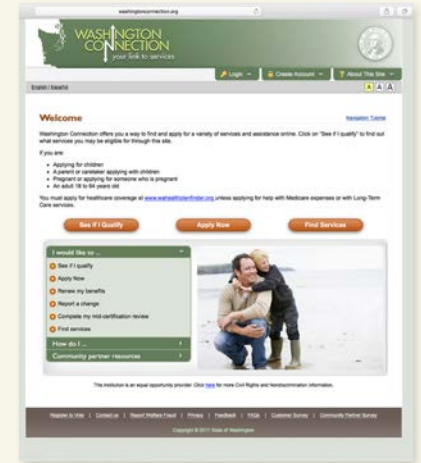 washingtonconnection.org
WASHINGTON
CONNECTION
your link to services
Login
Create Account
About This Site
English / Español
A A A
Welcome
Navigation Tutorial
Washington Connection offers you a way to find and apply for a variety of services and assistance online. Click on "See if I qualify" to find out
what services you may be eligible for through this site.
If you are:
Applying for children
A parent or caretaker applying with children
Pregnant or applying for someone who is pregnant
An adult 18 to 64 years old
You must apply for healthcare coverage at www.wahealthplanfinder.org unless applying for help with Medicare expenses or with Long-Term
Care services.
See If I Qualify
Apply Now
Find Services
I would like to ...
See if I qualify
Apply Now
Renew my benefits
Report a change
Complete my mid-certification review
Find services
How do I ...
Community partner resources
This institution is an equal opportunity provider. Click here for more Civil Rights and Nondiscrimination information.
Register to Vote | Contact us | Report Welfare Fraud | Privacy | Feedback | FAQs | Customer Survey | Community Partner Survey
Copyright © 2011 State of Washington